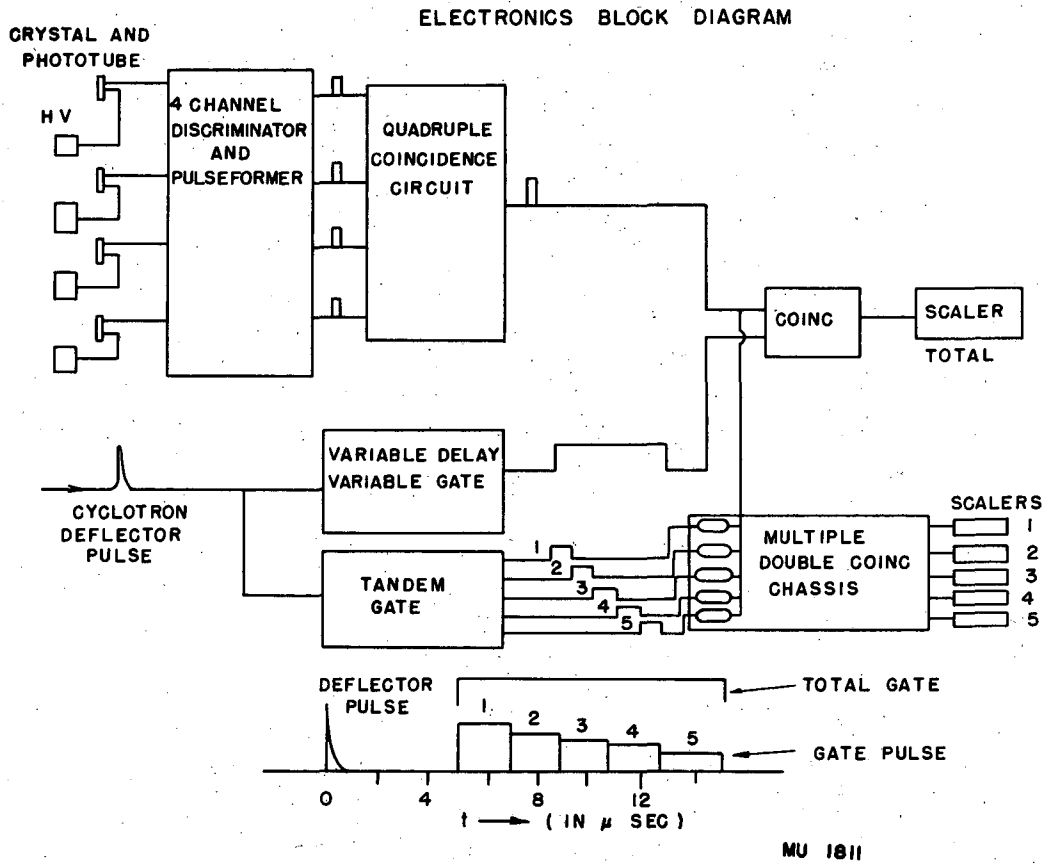 ELECTRONICS BLOCK DIAGRAM
CRYSTAL AND
PHOTOTUBE
HV
4 CHANNEL
DISCRIMINATOR
AND
PULSEFORMER
QUADRUPLE
COINCIDENCE
CIRCUIT
COINC
SCALER
TOTAL
VARIABLE DELAY
VARIABLE GATE
CYCLOTRON
DEFLECTOR
PULSE
TANDEM
GATE
1
2
3
4
5
MULTIPLE
DOUBLE COINC
CHASSIS
SCALERS
1
2
3
4
5
DEFLECTOR
PULSE
TOTAL GATE
1
2
3
4
5
GATE PULSE
0 4 8 12
t (IN μ SEC)
MU 1811